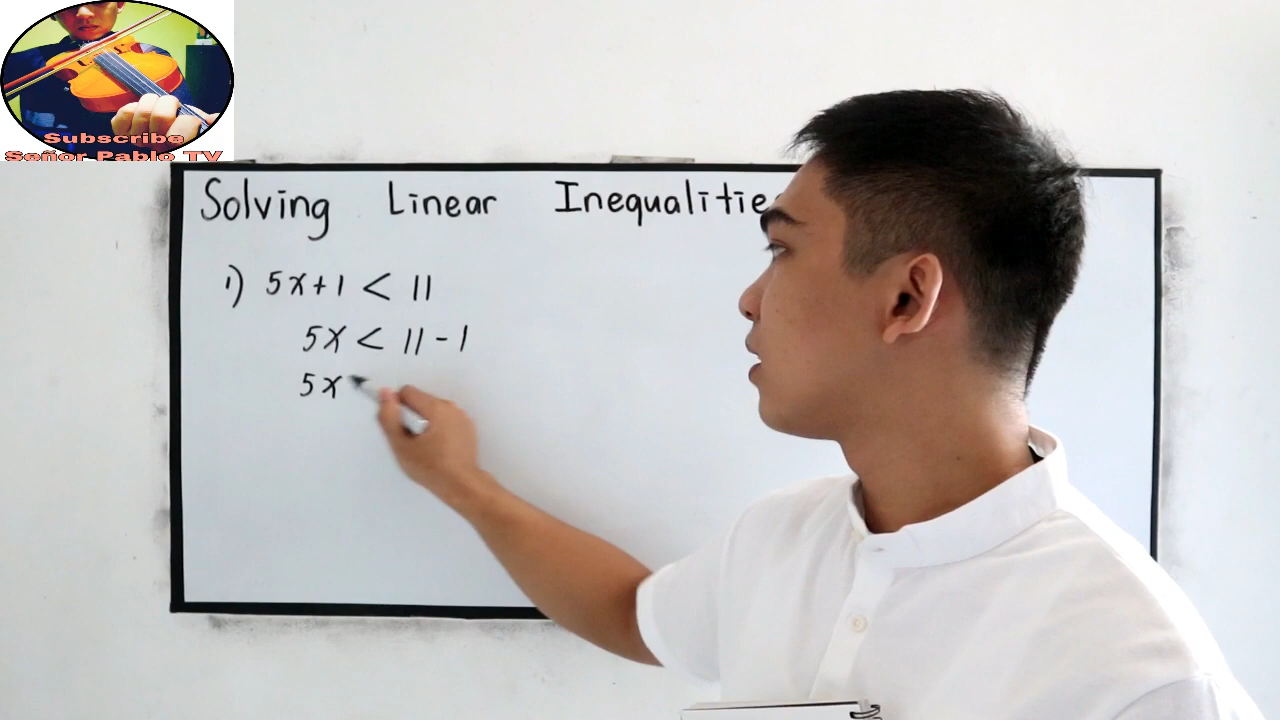 Subscribe
Señor Pablo TV
Solving Linear Inequalitie
1) 5x+1 < 11
5x < 11-1
5x